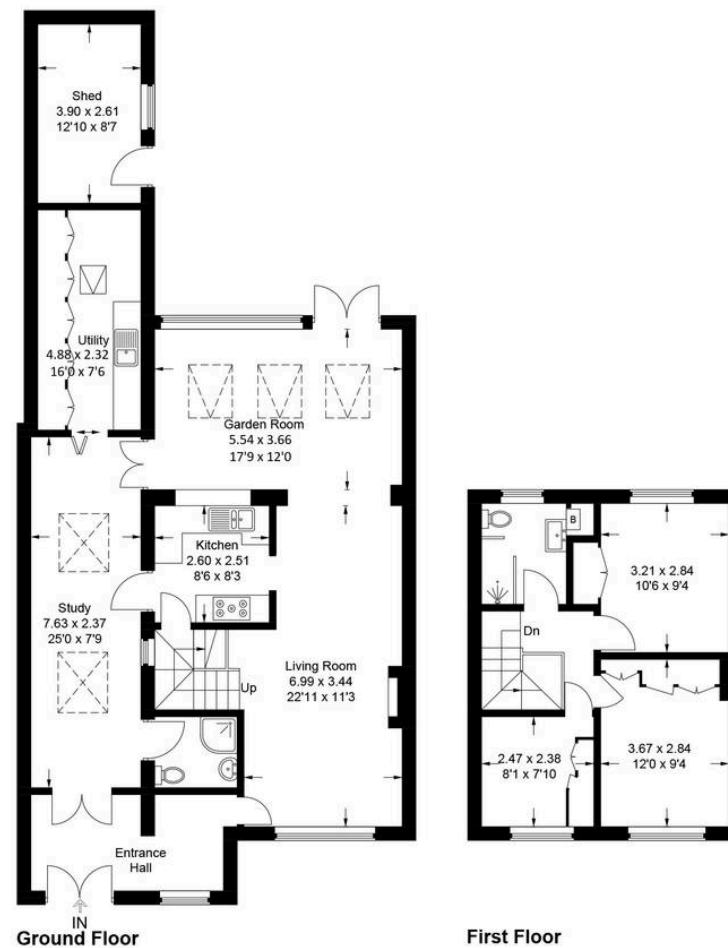 Shed
3.90 x 2.61
12'10 x 8'7
Utility
4.88 x 2.32
16'0 x 7'6
Garden Room
5.54 x 3.66
17'9 x 12'0
Kitchen
2.60 x 2.51
8'6 x 8'3
Study
7.63 x 2.37
25'0 x 7'9
Living Room
6.99 x 3.44
22'11 x 11'3
Up
Entrance
Hall
IN
Ground Floor
B
3.21 x 2.84
10'6 x 9'4
Dn
2.47 x 2.38
8'1 x 7'10
3.67 x 2.84
12'0 x 9'4
First Floor